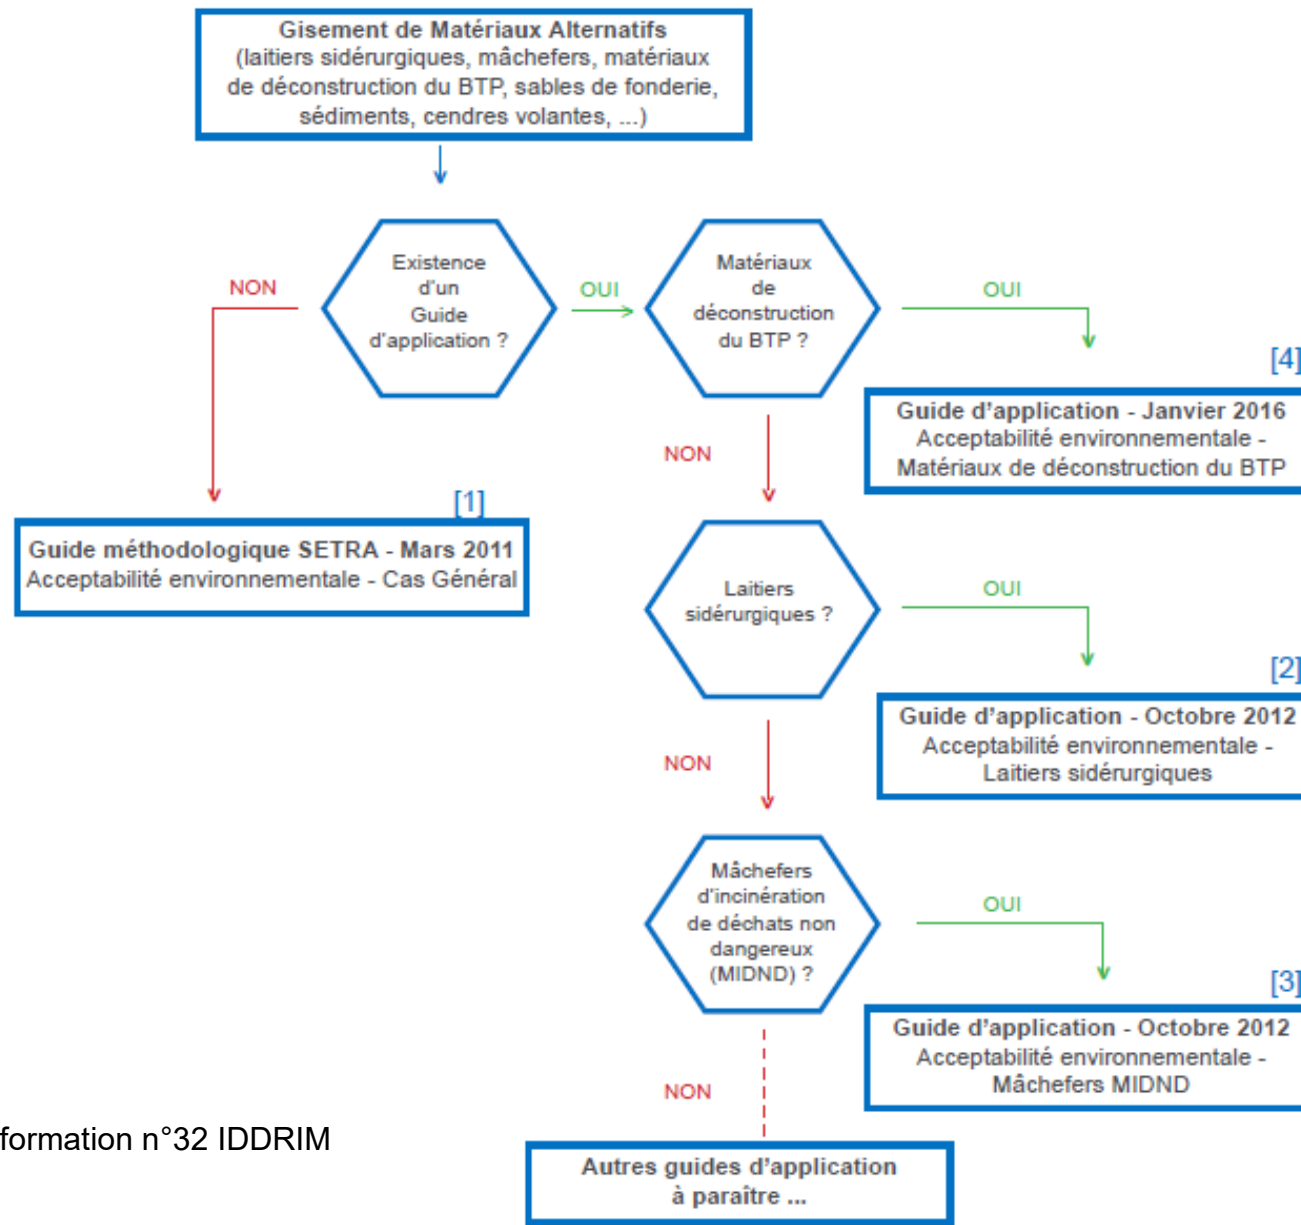 Gisement de Matériaux Alternatifs
(laitiers sidérurgiques, mâchefers, matériaux
de déconstruction du BTP, sables de fonderie,
sédiments, cendres volantes, ...)
Existence
d'un
Guide
d'application ?
NON
OUI
Matériaux
de
déconstruction
du BTP ?
OUI
[4]
Guide d'application - Janvier 2016
Acceptabilité environnementale -
Matériaux de déconstruction du BTP
NON
[1]
Guide méthodologique SETRA - Mars 2011
Acceptabilité environnementale - Cas Général
Laitiers
sidérurgiques ?
OUI
[2]
Guide d'application - Octobre 2012
Acceptabilité environnementale -
Laitiers sidérurgiques
NON
Mâchefers
d'incinération
de déchets non
dangereux
(MIDND) ?
OUI
[3]
Guide d'application - Octobre 2012
Acceptabilité environnementale -
Mâchefers MIDND
NON
formation n°32 IDDRIM
Autres guides d'application
à paraître ...